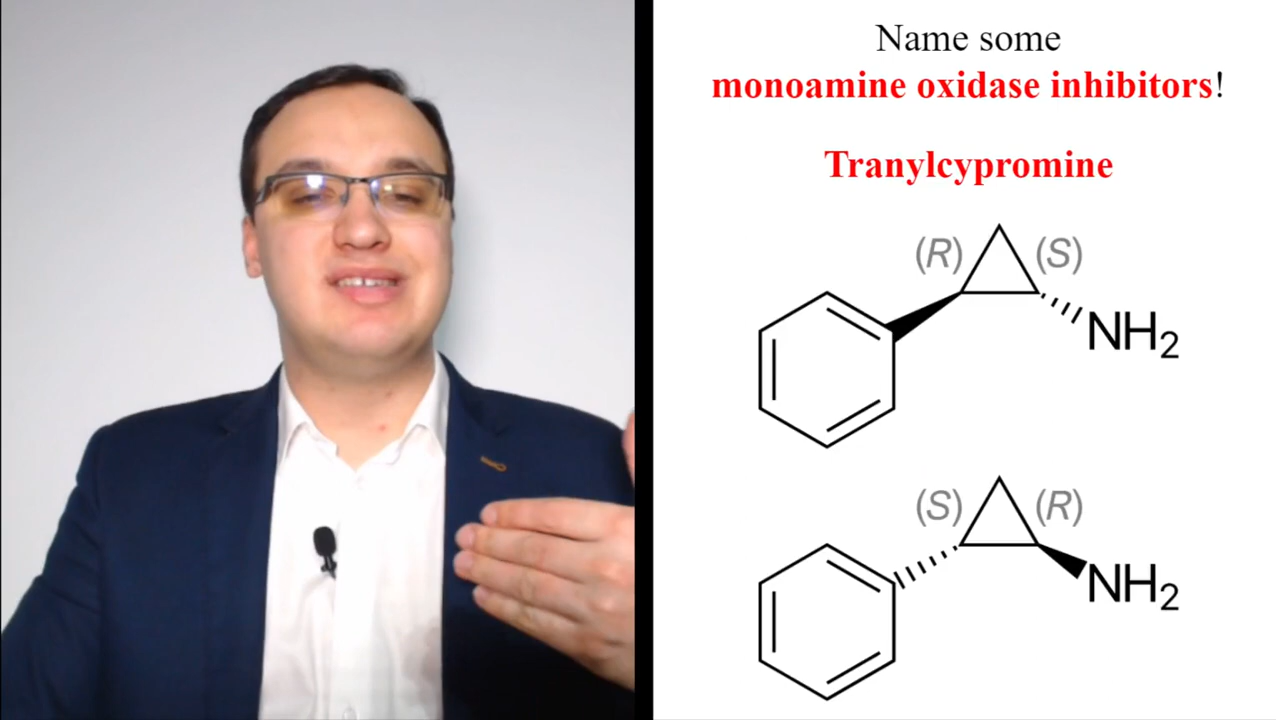 Name some
monoamine oxidase inhibitors!
Tranylcypromine
(R) (S)
NH2
(S) (R)
NH2